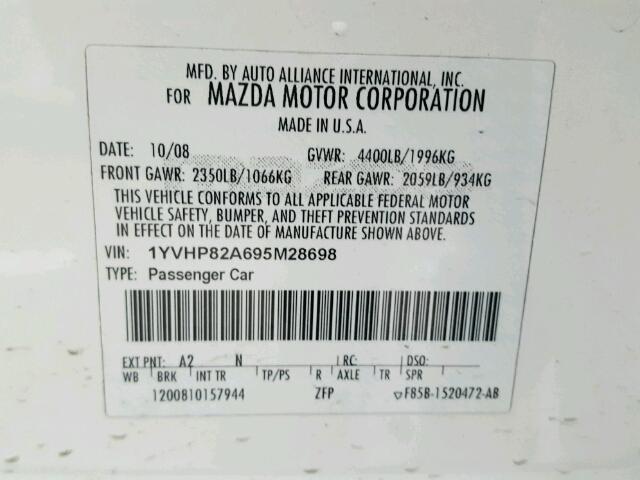 MFD. BY AUTO ALLIANCE INTERNATIONAL, INC.
FOR MAZDA MOTOR CORPORATION
MADE IN U.S.A.
DATE: 10/08 GVWR: 4400LB/1996KG
FRONT GAWR: 2350LB/1066KG REAR GAWR: 2059LB/934KG
THIS VEHICLE CONFORMS TO ALL APPLICABLE FEDERAL MOTOR
VEHICLE SAFETY, BUMPER, AND THEFT PREVENTION STANDARDS
IN EFFECT ON THE DATE OF MANUFACTURE SHOWN ABOVE.
VIN: 1YVHP82A695M28698
TYPE: Passenger Car
EXT PNT: A2 N RC: DSO:
WB BRK INT TR TP/PS R AXLE TR SPR
1200810157944 ZFP F85B-1520472-AB